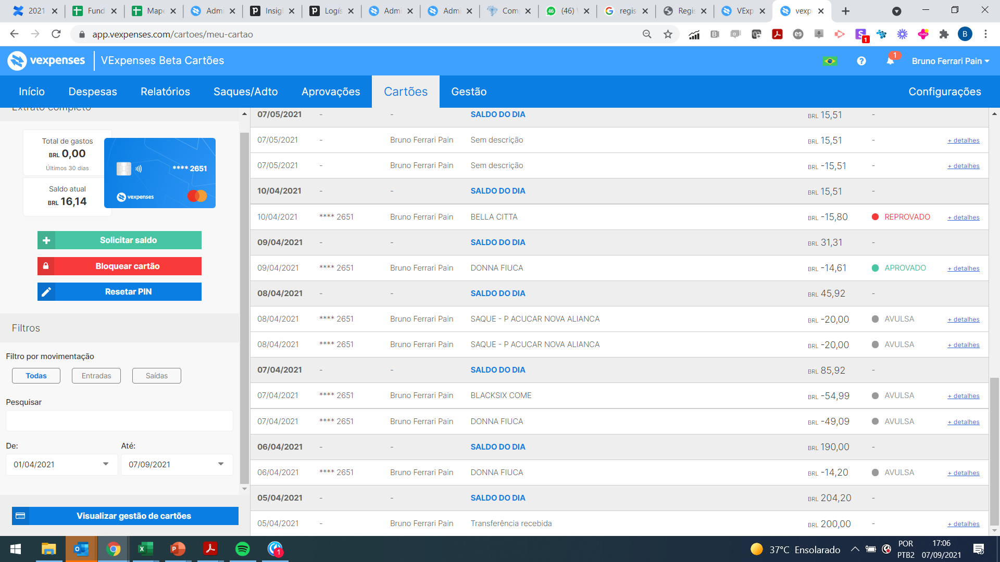 2021
Fund
Mape
Admi
Insigh
Logís
Admi
Admi
Com
(46) W
regis
Regis
VExp
vexpe
app.vexpenses.com/cartoes/meu-cartao
1
B
vexpenses
VExpenses Beta Cartões
1
Bruno Ferrari Pain
Início Despesas Relatórios Saques/Adto Aprovações Cartões Gestão Configurações
Extrato completo
Total de gastos
BRL 0,00
Últimos 30 dias
Saldo atual
BRL 16,14
**** 2651
vexpenses
Solicitar saldo
Bloquear cartão
Resetar PIN
Filtros
Filtro por movimentação
Todas Entradas Saídas
Pesquisar
De: Até:
01/04/2021 07/09/2021
Visualizar gestão de cartões
07/05/2021 - - SALDO DO DIA BRL 15,51 -
07/05/2021 - Bruno Ferrari Pain Sem descrição BRL 15,51 - + detalhes
07/05/2021 - Bruno Ferrari Pain Sem descrição BRL -15,51 - + detalhes
10/04/2021 - - SALDO DO DIA BRL 15,51 -
10/04/2021 **** 2651 Bruno Ferrari Pain BELLA CITTA BRL -15,80 REPROVADO + detalhes
09/04/2021 - - SALDO DO DIA BRL 31,31 -
09/04/2021 **** 2651 Bruno Ferrari Pain DONNA FIUCA BRL -14,61 APROVADO + detalhes
08/04/2021 - - SALDO DO DIA BRL 45,92 -
08/04/2021 **** 2651 Bruno Ferrari Pain SAQUE - P ACUCAR NOVA ALIANCA BRL -20,00 AVULSA + detalhes
08/04/2021 **** 2651 Bruno Ferrari Pain SAQUE - P ACUCAR NOVA ALIANCA BRL -20,00 AVULSA + detalhes
07/04/2021 - - SALDO DO DIA BRL 85,92 -
07/04/2021 **** 2651 Bruno Ferrari Pain BLACKSIX COME BRL -54,99 AVULSA + detalhes
07/04/2021 **** 2651 Bruno Ferrari Pain DONNA FIUCA BRL -49,09 AVULSA + detalhes
06/04/2021 - - SALDO DO DIA BRL 190,00 -
06/04/2021 **** 2651 Bruno Ferrari Pain DONNA FIUCA BRL -14,20 AVULSA + detalhes
05/04/2021 - - SALDO DO DIA BRL 204,20 -
05/04/2021 - Bruno Ferrari Pain Transferência recebida BRL 200,00 - + detalhes
1
37°C Ensolarado
POR
PTB2
17:06
07/09/2021